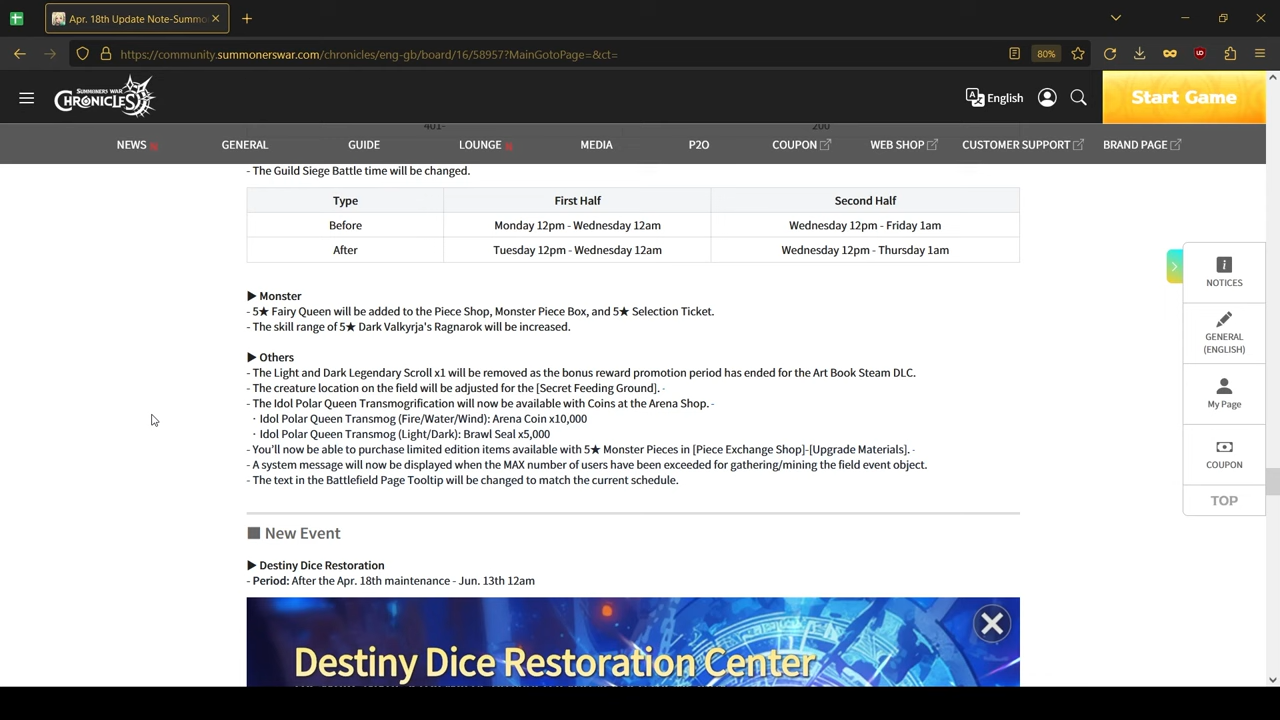 Apr. 18th Update Note-Summo
https://community.summonerswar.com/chronicles/eng-gb/board/16/58957?MainGotoPage=&ct=
80%
SUMMONERS WAR
CHRONICLES
English
Start Game
401-
200
NEWS
GENERAL
GUIDE
LOUNGE
MEDIA
P2O
COUPON
WEB SHOP
CUSTOMER SUPPORT
BRAND PAGE
- The Guild Siege Battle time will be changed.
Type First Half Second Half
Before Monday 12pm - Wednesday 12am Wednesday 12pm - Friday 1am
After Tuesday 12pm - Wednesday 12am Wednesday 12pm - Thursday 1am
▶ Monster
- 5★ Fairy Queen will be added to the Piece Shop, Monster Piece Box, and 5★ Selection Ticket.
- The skill range of 5★ Dark Valkyrja's Ragnarok will be increased.
▶ Others
- The Light and Dark Legendary Scroll x1 will be removed as the bonus reward promotion period has ended for the Art Book Steam DLC.
- The creature location on the field will be adjusted for the [Secret Feeding Ground]. -
- The Idol Polar Queen Transmogrification will now be available with Coins at the Arena Shop. -
· Idol Polar Queen Transmog (Fire/Water/Wind): Arena Coin x10,000
· Idol Polar Queen Transmog (Light/Dark): Brawl Seal x5,000
- You'll now be able to purchase limited edition items available with 5★ Monster Pieces in [Piece Exchange Shop]-[Upgrade Materials]. -
- A system message will now be displayed when the MAX number of users have been exceeded for gathering/mining the field event object.
- The text in the Battlefield Page Tooltip will be changed to match the current schedule.
■ New Event
▶ Destiny Dice Restoration
- Period: After the Apr. 18th maintenance - Jun. 13th 12am
Destiny Dice Restoration Center
NOTICES
GENERAL
(ENGLISH)
My Page
COUPON
TOP